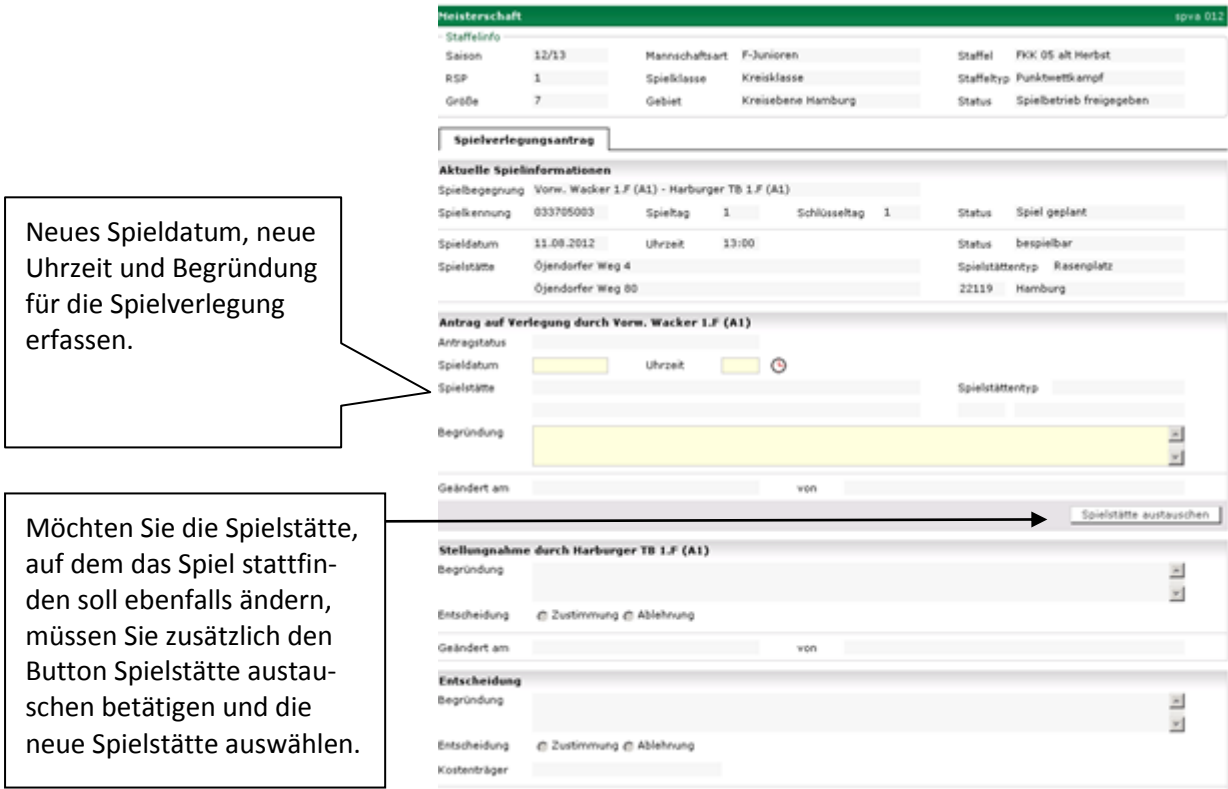 Meisterschaft spva 012
Staffelinfo
Saison 12/13 Mannschaftsart F-Junioren Staffel FKK 05 alt Herbst
RSP 1 Spielklasse Kreisklasse Staffeltyp Punktwettkampf
Größe 7 Gebiet Kreisebene Hamburg Status Spielbetrieb freigegeben
Spielverlegungsantrag
Aktuelle Spielinformationen
Spielbegegnung Vorw. Wacker 1.F (A1) - Harburger TB 1.F (A1)
Spielkennung 033705003 Spieltag 1 Schlüsseltag 1 Status Spiel geplant
Spieldatum 11.08.2012 Uhrzeit 13:00 Status bespielbar
Spielstätte Öjendorfer Weg 4 Spielstättentyp Rasenplatz
Öjendorfer Weg 80 22119 Hamburg
Neues Spieldatum, neue
Uhrzeit und Begründung
für die Spielverlegung
erfassen.
Antrag auf Verlegung durch Vorw. Wacker 1.F (A1)
Antragstatus
Spieldatum Uhrzeit
Spielstätte Spielstättentyp
Begründung
Geändert am von
Spielstätte austauschen
Möchten Sie die Spielstätte,
auf dem das Spiel stattfin-
den soll ebenfalls ändern,
müssen Sie zusätzlich den
Button Spielstätte austau-
schen betätigen und die
neue Spielstätte auswählen.
Stellungnahme durch Harburger TB 1.F (A1)
Begründung
Entscheidung Zustimmung Ablehnung
Geändert am von
Entscheidung
Begründung
Entscheidung Zustimmung Ablehnung
Kostenträger